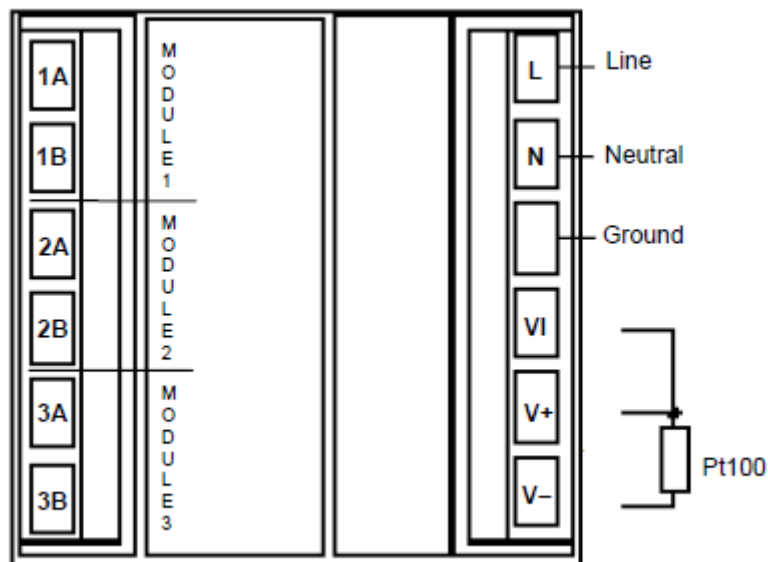 1A
1B
2A
2B
3A
3B
MODULE1
MODULE2
MODULE3
L
Line
N
Neutral
Ground
VI
V+
V−
Pt100